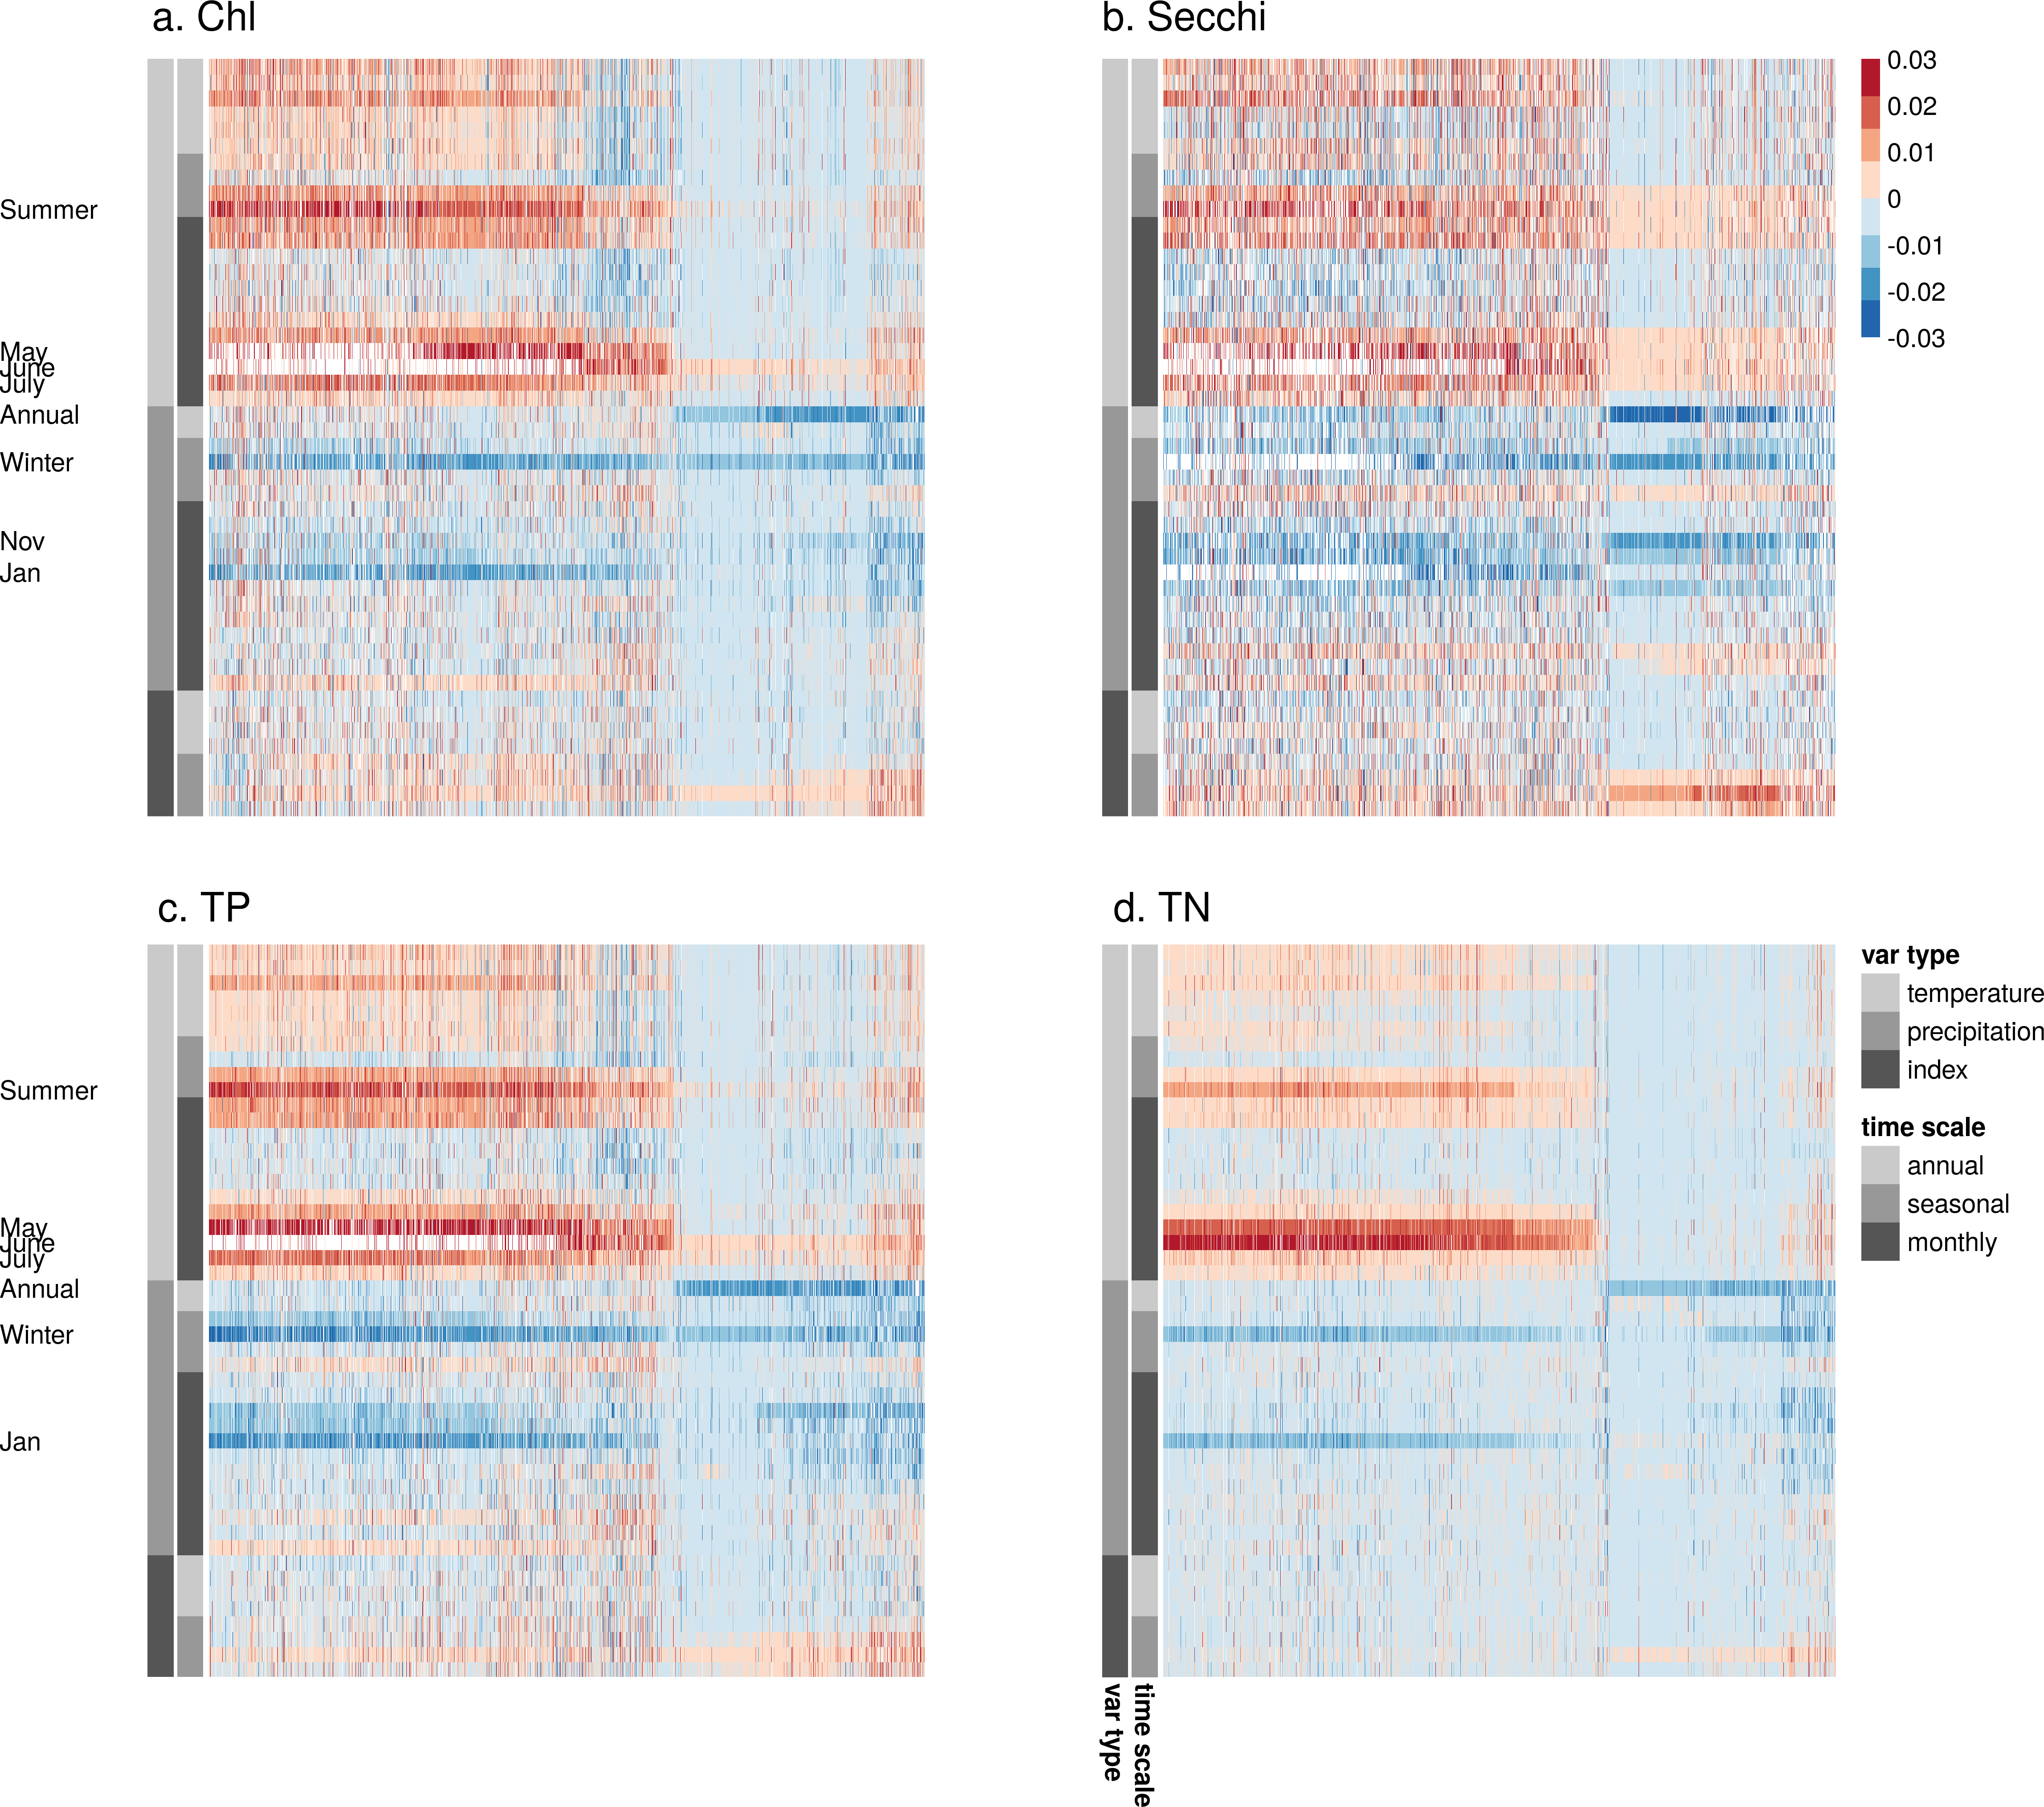 a. Chl
b. Secchi
0.03
0.02
0.01
0
-0.01
-0.02
-0.03
Summer
May
June
July
Annual
Winter
Nov
Jan
c. TP
d. TN
Summer
May
June
July
Annual
Winter
Jan
var type
temperature
precipitation
index
time scale
annual
seasonal
monthly
var type
time scale